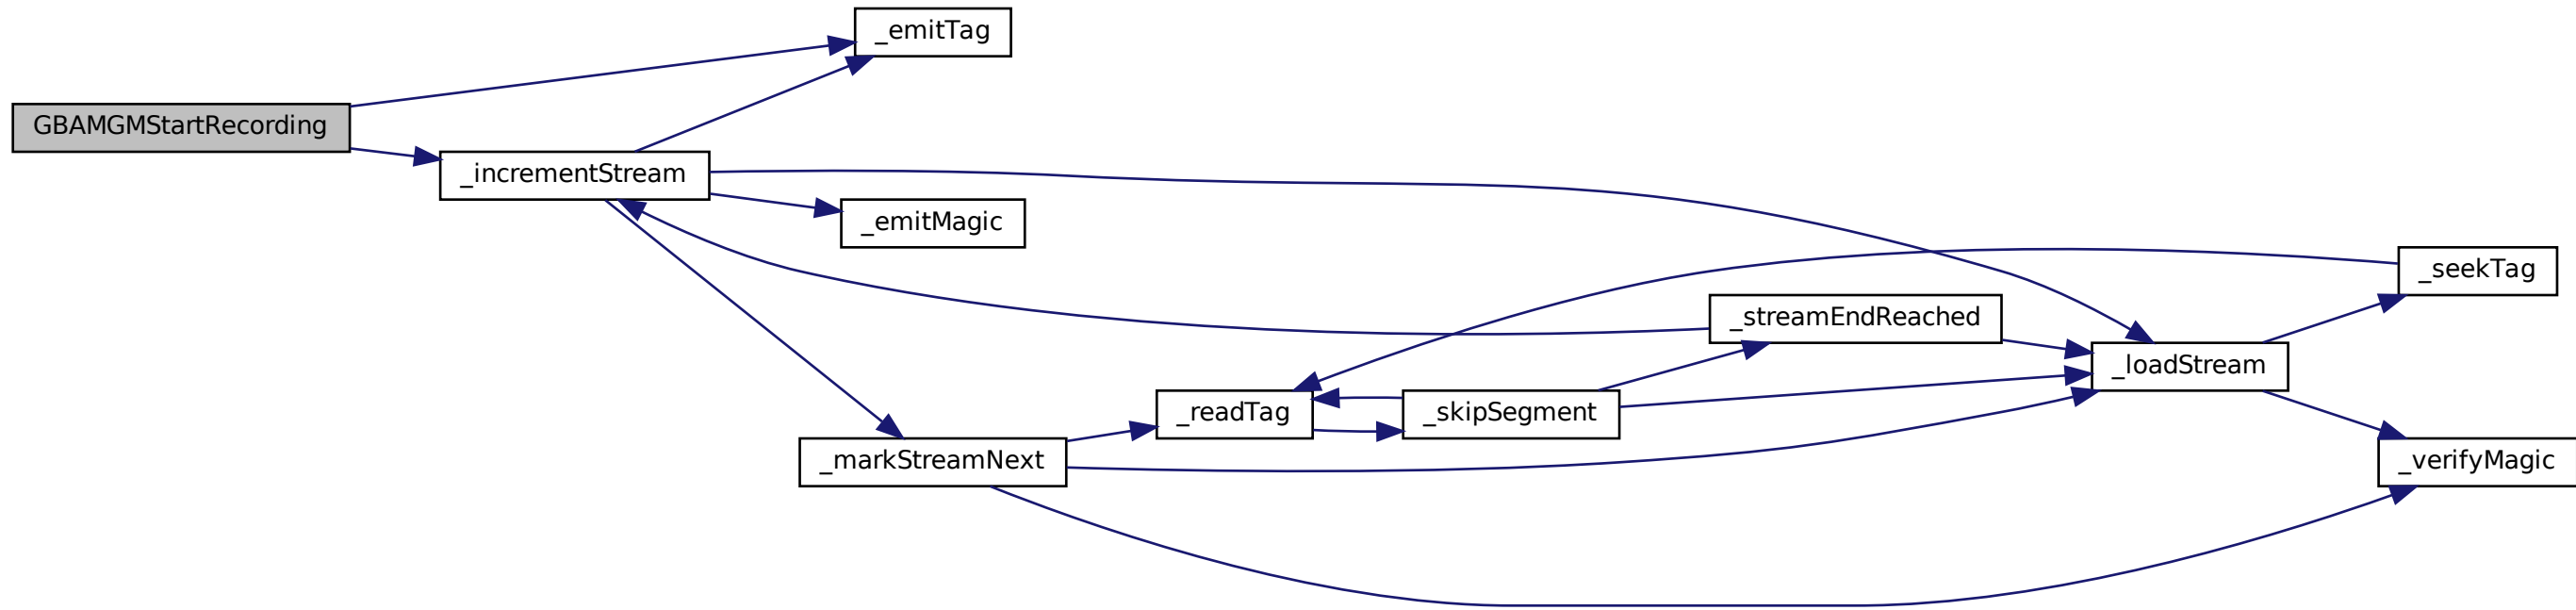 _emitTag
GBAMGMStartRecording
_incrementStream
_emitMagic
_seekTag
_streamEndReached
_loadStream
_readTag
_skipSegment
_markStreamNext
_verifyMagic